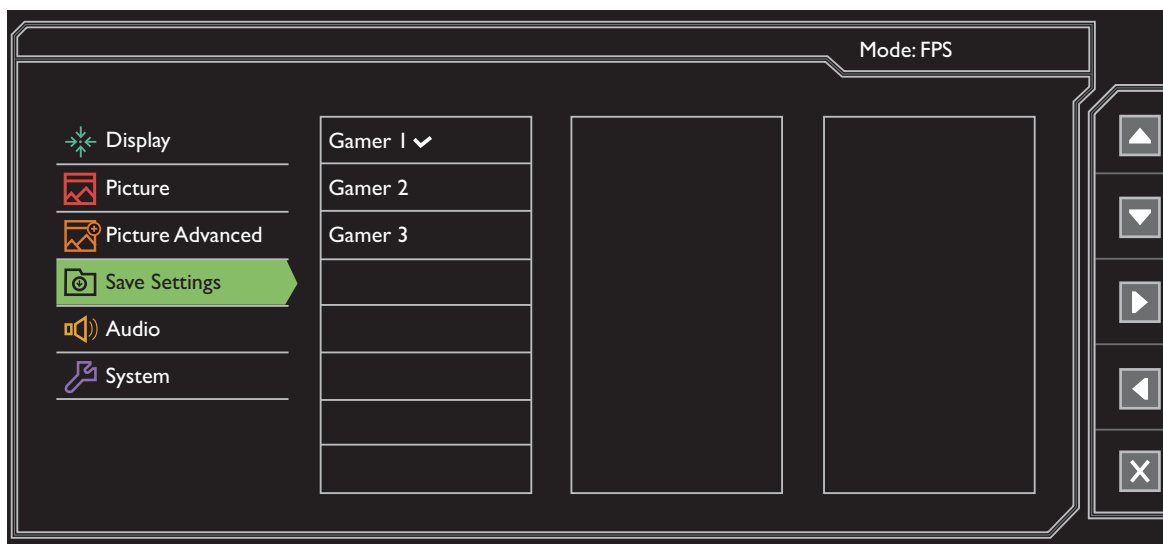 Mode: FPS
Display
Picture
Picture Advanced
Save Settings
Audio
System
Gamer 1
Gamer 2
Gamer 3